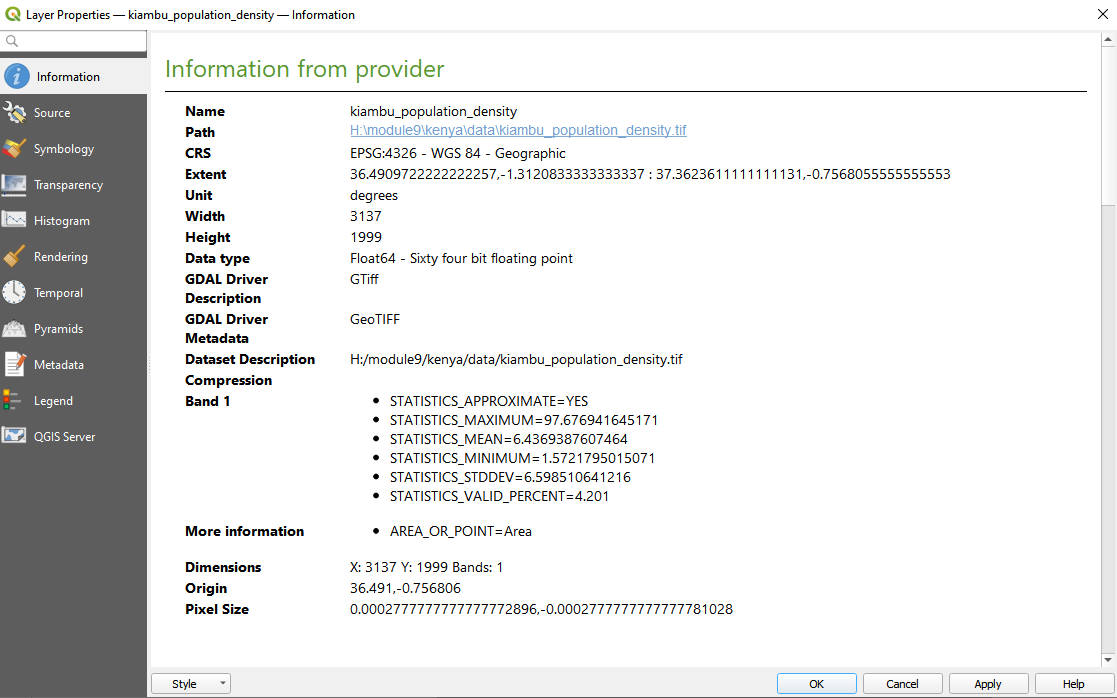 Layer Properties — kiambu_population_density — Information
Information
Source
Symbology
Transparency
Histogram
Rendering
Temporal
Pyramids
Metadata
Legend
QGIS Server
Information from provider
Name kiambu_population_density
Path H:\module9\kenya\data\kiambu_population_density.tif
CRS EPSG:4326 - WGS 84 - Geographic
Extent 36.4909722222222257,-1.3120833333333337 : 37.3623611111111131,-0.7568055555555553
Unit degrees
Width 3137
Height 1999
Data type Float64 - Sixty four bit floating point
GDAL Driver GTiff
Description
GDAL Driver GeoTIFF
Metadata
Dataset Description H:/module9/kenya/data/kiambu_population_density.tif
Compression
Band 1 • STATISTICS_APPROXIMATE=YES
• STATISTICS_MAXIMUM=97.676941645171
• STATISTICS_MEAN=6.4369387607464
• STATISTICS_MINIMUM=1.5721795015071
• STATISTICS_STDDEV=6.598510641216
• STATISTICS_VALID_PERCENT=4.201
More information • AREA_OR_POINT=Area
Dimensions X: 3137 Y: 1999 Bands: 1
Origin 36.491,-0.756806
Pixel Size 0.0002777777777777772896,-0.0002777777777777781028
Style OK Cancel Apply Help